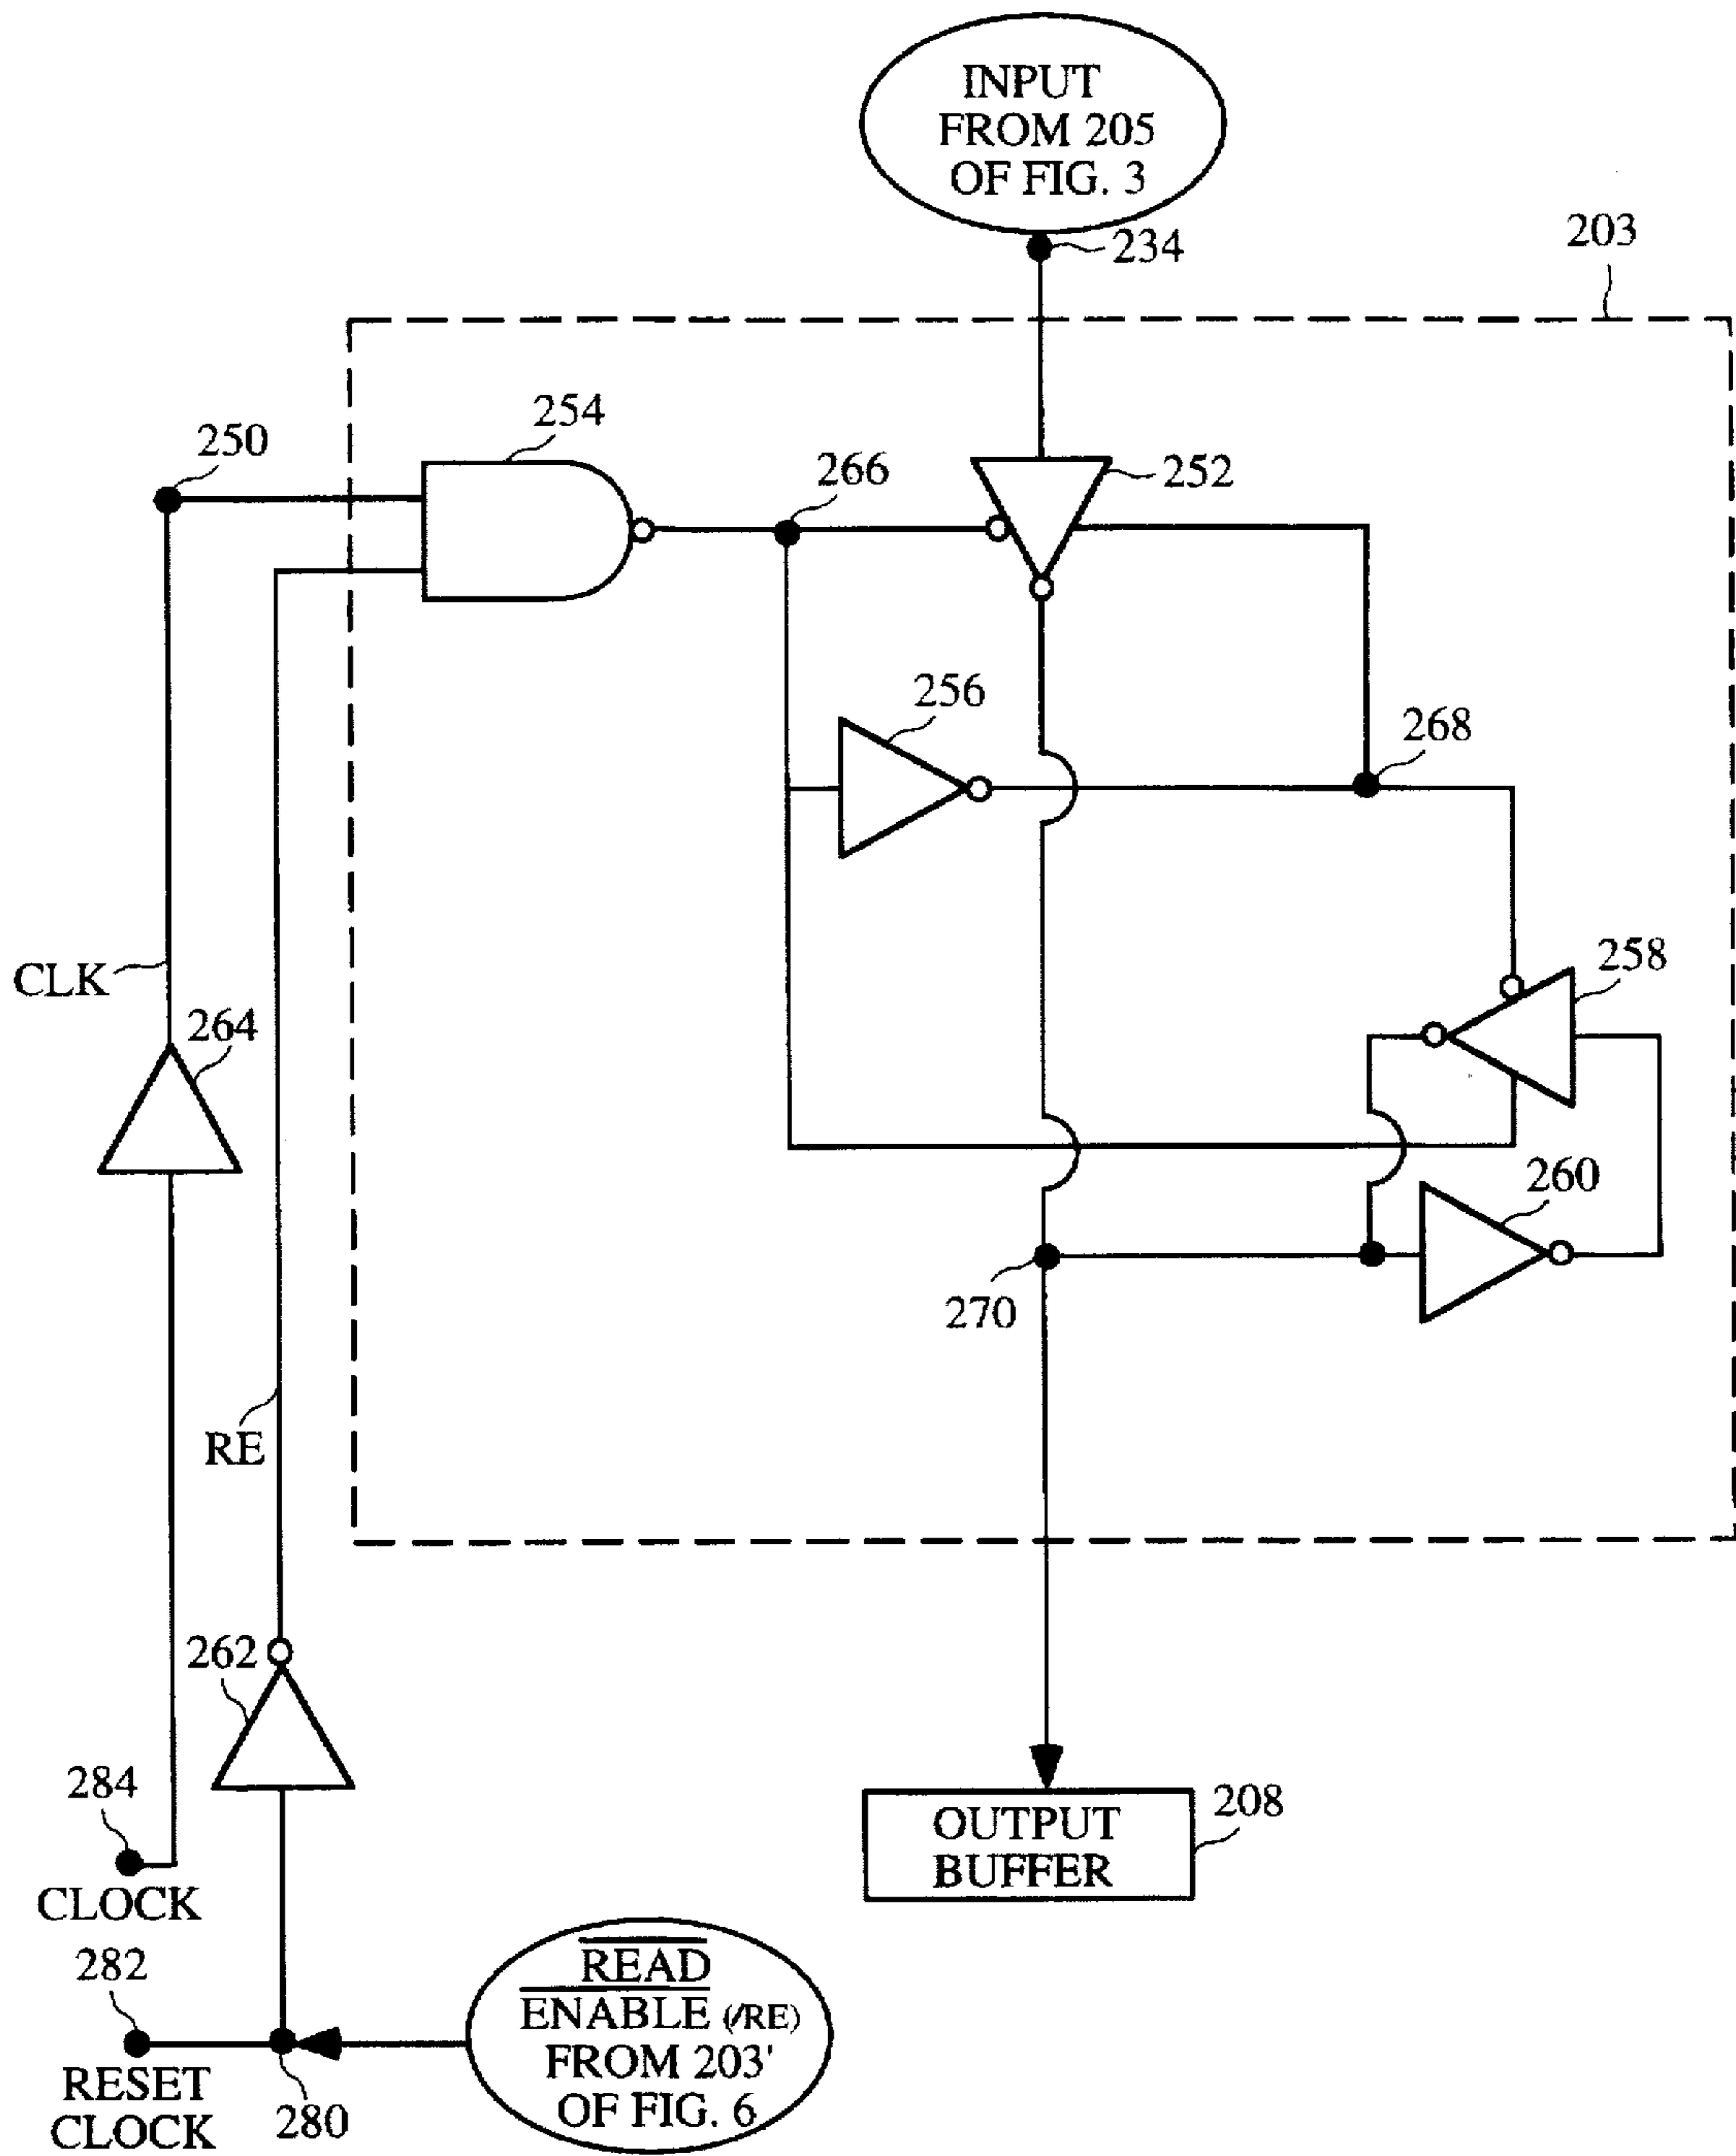 INPUT
FROM 205
OF FIG. 3
234
203
250
254
266
252
256
268
CLK
264
258
260
270
RE
262
284
CLOCK
OUTPUT
BUFFER
208
282
RESET
CLOCK
280
READ
ENABLE (/RE)
FROM 203'
OF FIG. 6